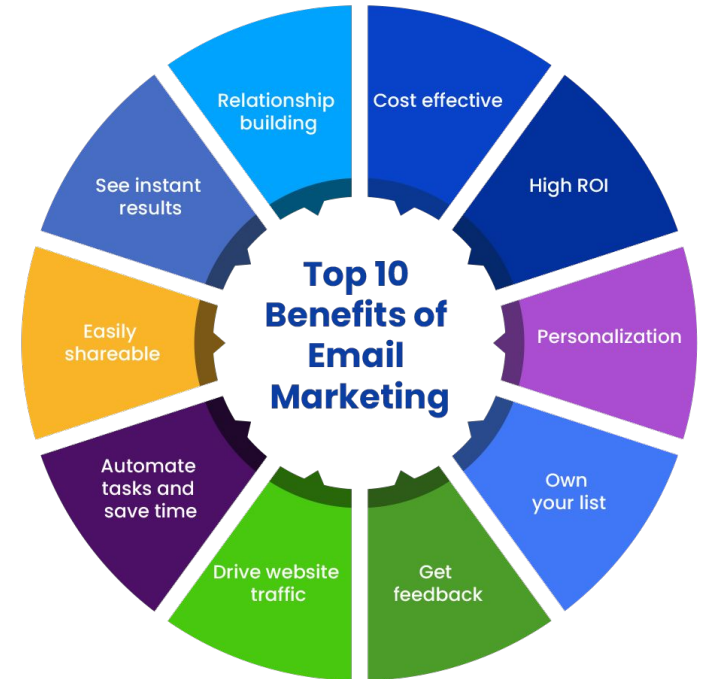 Top 10
Benefits of
Email
Marketing
Cost effective
High ROI
Personalization
Own
your list
Get
feedback
Drive website
traffic
Automate
tasks and
save time
Easily
shareable
See instant
results
Relationship
building